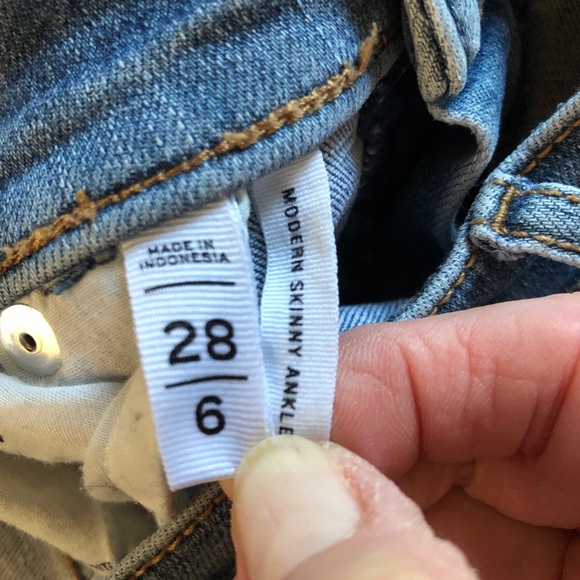 MADE IN
INDONESIA
28
6
MODERN SKINNY ANKLE